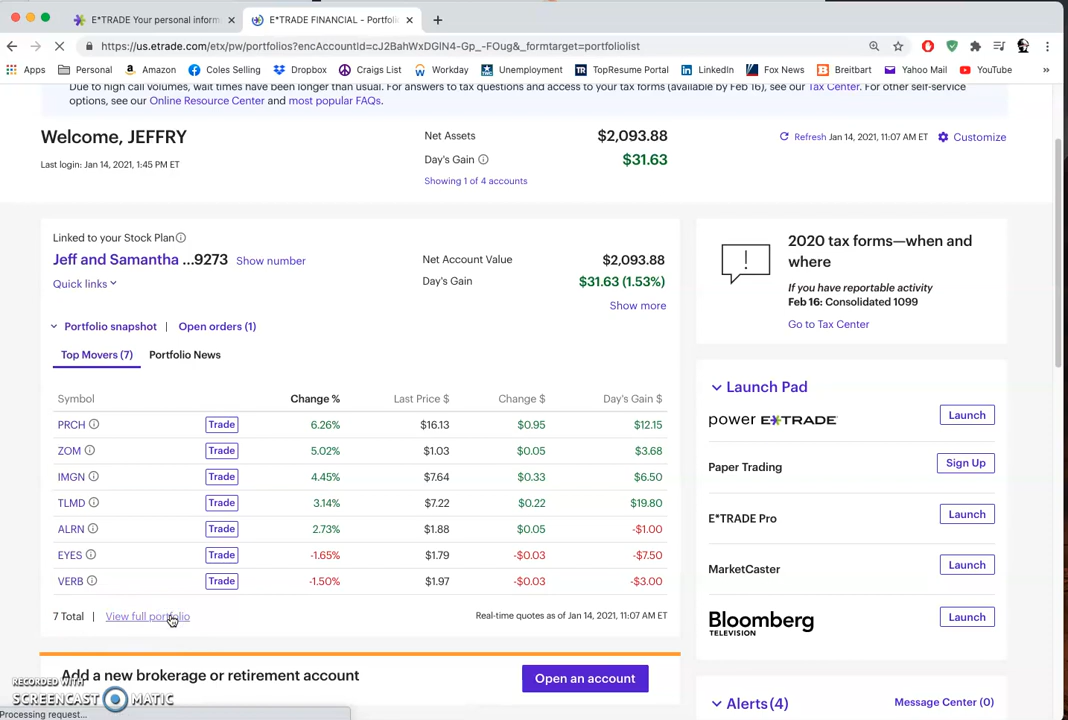 E*TRADE Your personal inform
E*TRADE FINANCIAL - Portfoli
https://us.etrade.com/etx/pw/portfolios?encAccountId=cJ2BahWxDGIN4-Gp_-FOug&_formtarget=portfoliolist
Apps Personal Amazon Coles Selling Dropbox Craigs List Workday Unemployment TopResume Portal LinkedIn Fox News Breitbart Yahoo Mail YouTube »
Due to high call volumes, wait times have been longer than usual. For answers to tax questions and access to your tax forms (available by Feb 16), see our Tax Center. For other self-service
options, see our Online Resource Center and most popular FAQs.
Welcome, JEFFRY
Last login: Jan 14, 2021, 1:45 PM ET
Net Assets $2,093.88
Day's Gain $31.63
Showing 1 of 4 accounts
Refresh Jan 14, 2021, 11:07 AM ET Customize
Linked to your Stock Plan
Jeff and Samantha ...9273 Show number
Quick links
Net Account Value $2,093.88
Day's Gain $31.63 (1.53%)
Show more
Portfolio snapshot | Open orders (1)
Top Movers (7) Portfolio News
Symbol Change % Last Price $ Change $ Day's Gain $
PRCH Trade 6.26% $16.13 $0.95 $12.15
ZOM Trade 5.02% $1.03 $0.05 $3.68
IMGN Trade 4.45% $7.64 $0.33 $6.50
TLMD Trade 3.14% $7.22 $0.22 $19.80
ALRN Trade 2.73% $1.88 $0.05 -$1.00
EYES Trade -1.65% $1.79 -$0.03 -$7.50
VERB Trade -1.50% $1.97 -$0.03 -$3.00
7 Total | View full portfolio Real-time quotes as of Jan 14, 2021, 11:07 AM ET
Add a new brokerage or retirement account Open an account
2020 tax forms—when and
where
If you have reportable activity
Feb 16: Consolidated 1099
Go to Tax Center
Launch Pad
power E*TRADE Launch
Paper Trading Sign Up
E*TRADE Pro Launch
MarketCaster Launch
Bloomberg
TELEVISION
Launch
Alerts (4) Message Center (0)
RECORDED WITH
SCREENCAST MATIC
Processing request...